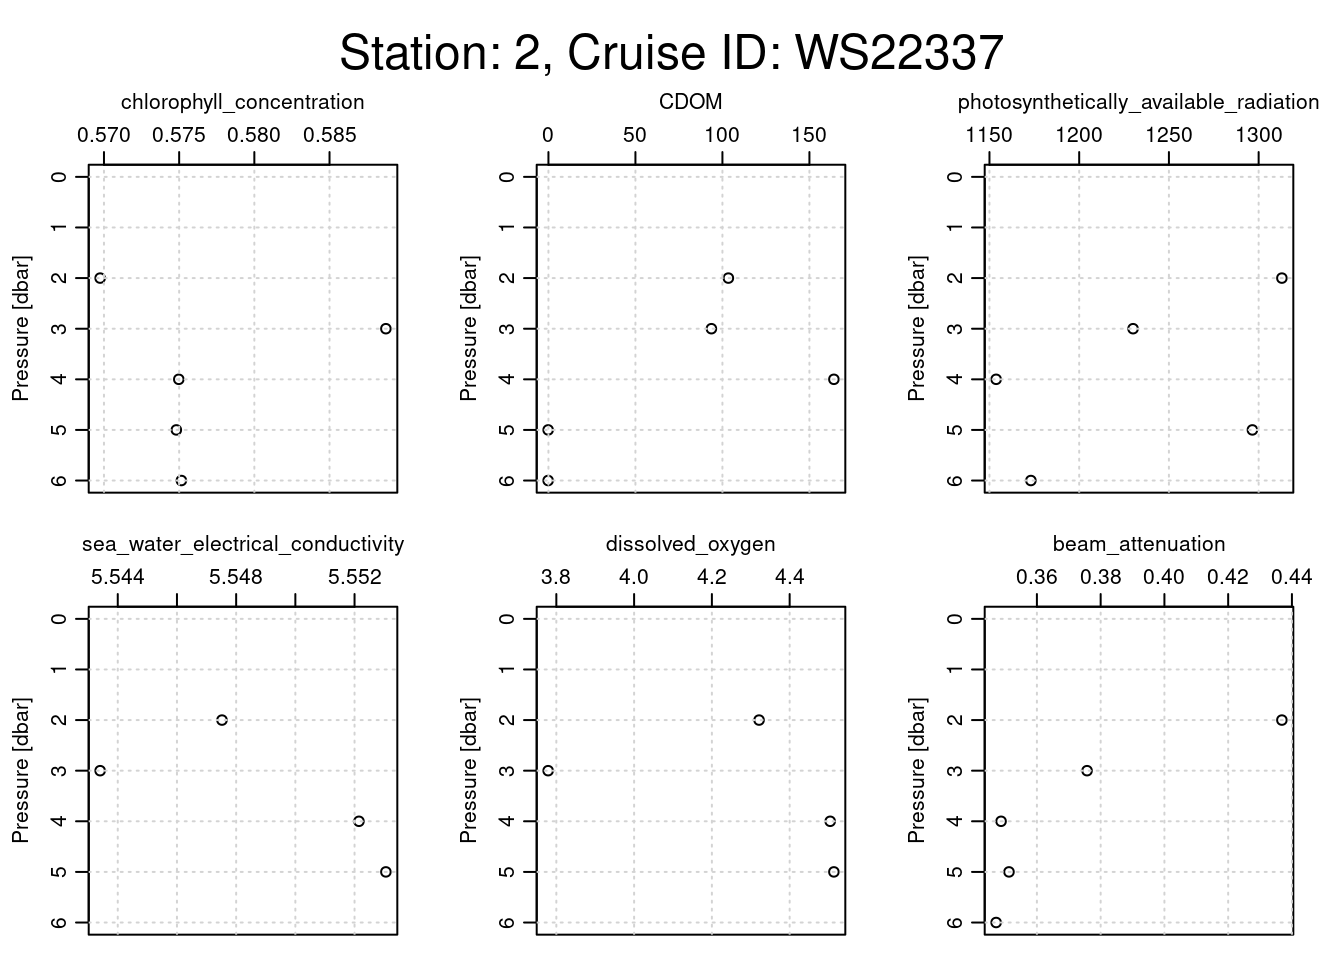 Station: 2, Cruise ID: WS22337
chlorophyll_concentration
0.570 0.575 0.580 0.585
Pressure [dbar]
0
1
2
3
4
5
6
CDOM
0 50 100 150
Pressure [dbar]
0
1
2
3
4
5
6
photosynthetically_available_radiation
1150 1200 1250 1300
Pressure [dbar]
0
1
2
3
4
5
6
sea_water_electrical_conductivity
5.544 5.548 5.552
Pressure [dbar]
0
1
2
3
4
5
6
dissolved_oxygen
3.8 4.0 4.2 4.4
Pressure [dbar]
0
1
2
3
4
5
6
beam_attenuation
0.36 0.38 0.40 0.42 0.44
Pressure [dbar]
0
1
2
3
4
5
6